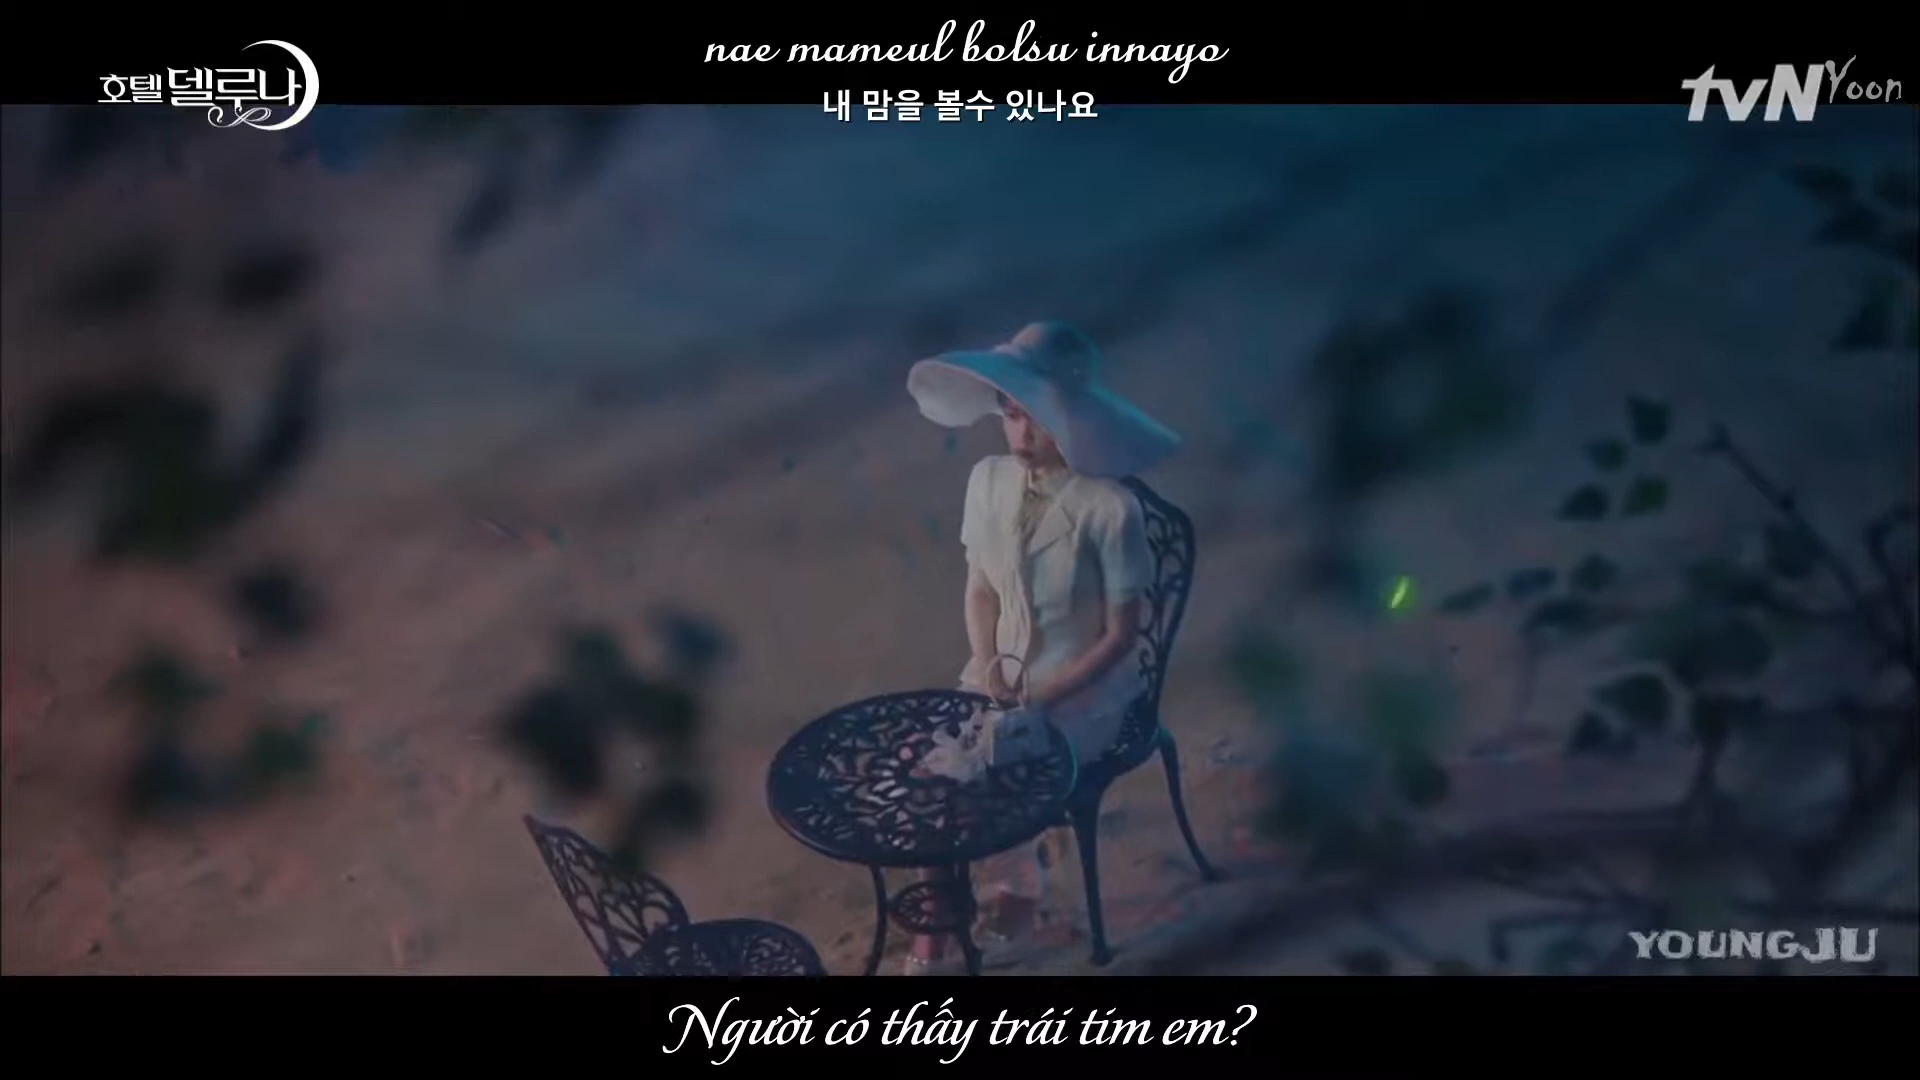 nae mameul bolsu innayo
호텔 델루나
tvN Yoon
내 맘을 볼수 있나요
YOUNGJU
Người có thấy trái tim em?